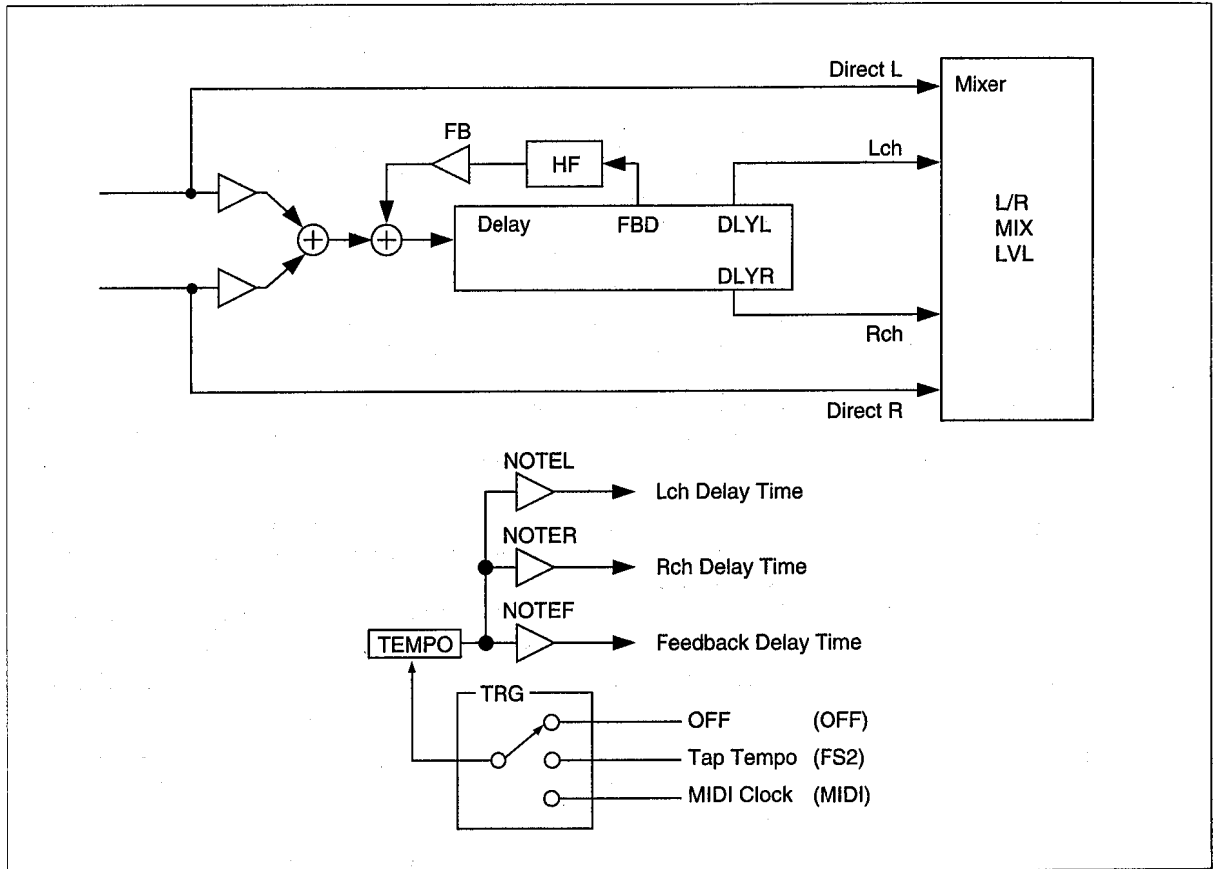 Direct L
Mixer
FB
Lch
HF
L/R
MIX
LVL
Delay FBD DLYL
DLYR
Rch
Direct R
NOTEL
Lch Delay Time
NOTER
Rch Delay Time
NOTEF
TEMPO
Feedback Delay Time
TRG
OFF (OFF)
Tap Tempo (FS2)
MIDI Clock (MIDI)